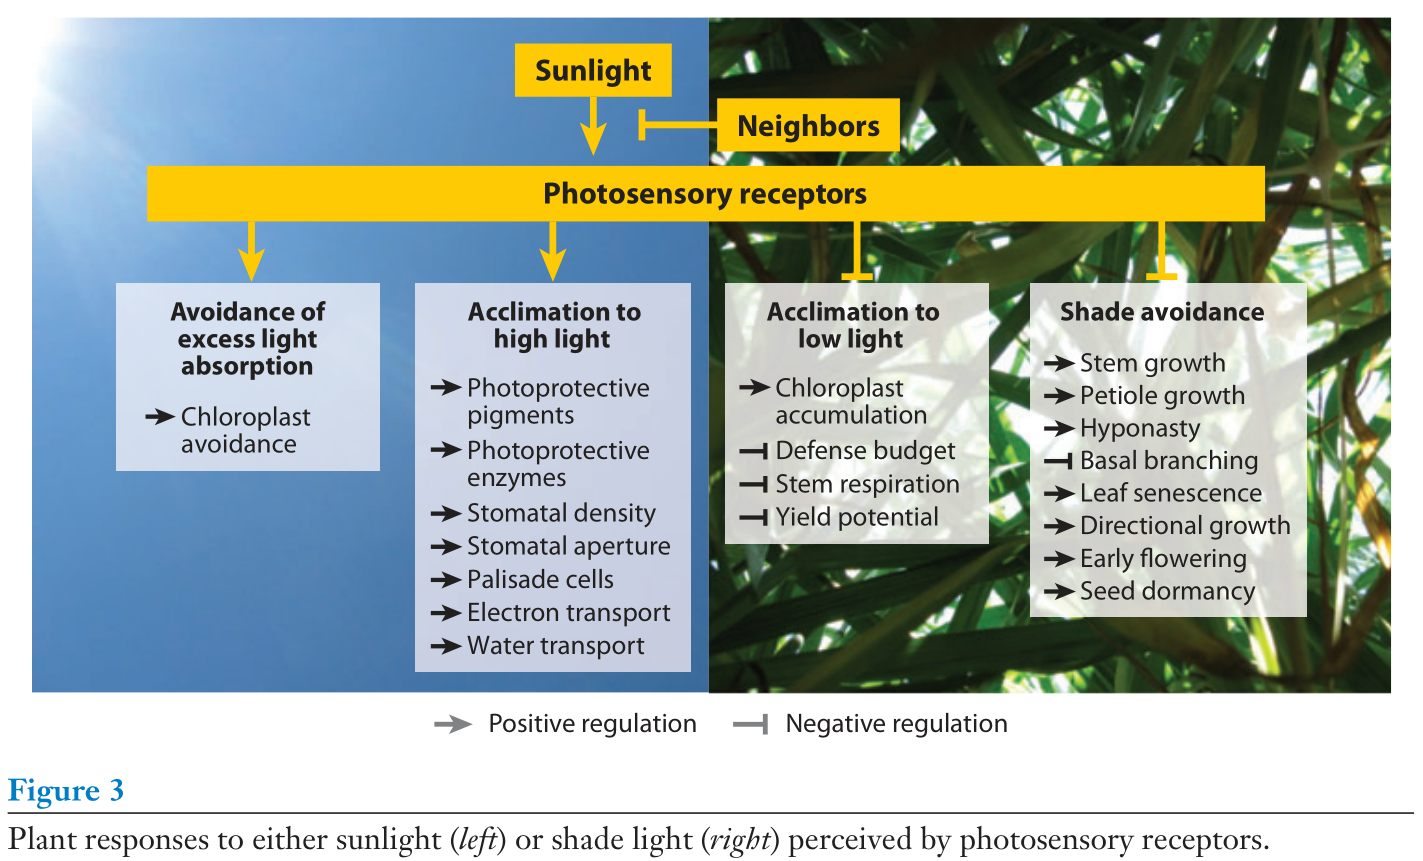 Sunlight
Neighbors
Photosensory receptors
Avoidance of
excess light
absorption
Chloroplast
avoidance
Acclimation to
high light
Photoprotective
pigments
Photoprotective
enzymes
Stomatal density
Stomatal aperture
Palisade cells
Electron transport
Water transport
Acclimation to
low light
Chloroplast
accumulation
Defense budget
Stem respiration
Yield potential
Shade avoidance
Stem growth
Petiole growth
Hyponasty
Basal branching
Leaf senescence
Directional growth
Early flowering
Seed dormancy
Positive regulation
Negative regulation
Figure 3
Plant responses to either sunlight (left) or shade light (right) perceived by photosensory receptors.